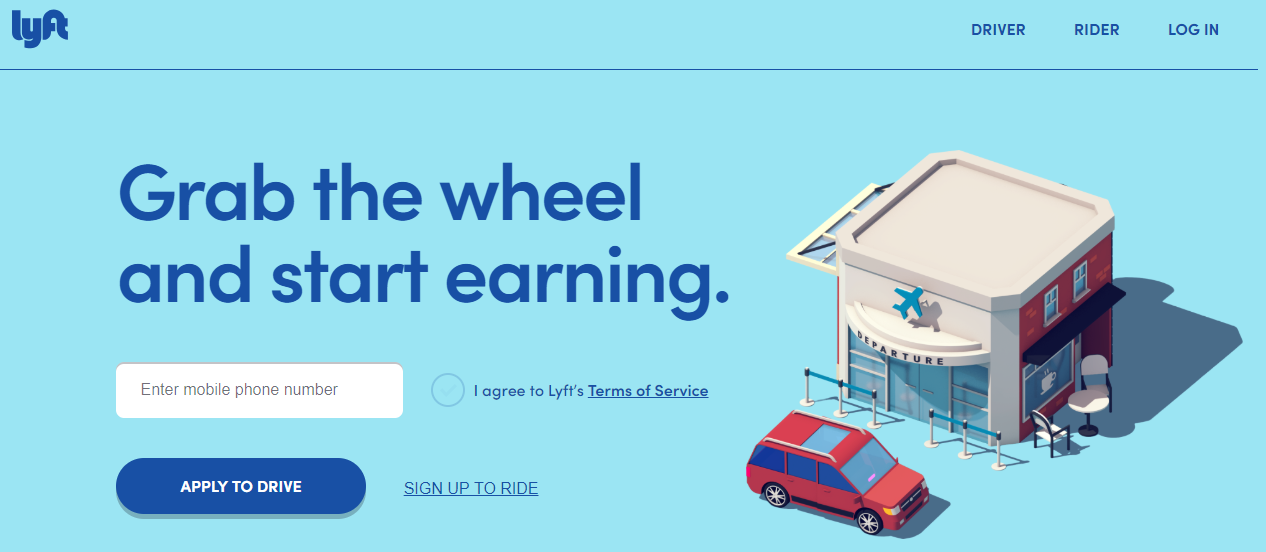 lyft
DRIVER RIDER LOG IN
Grab the wheel
and start earning.
Enter mobile phone number
I agree to Lyft's Terms of Service
APPLY TO DRIVE
SIGN UP TO RIDE
DEPARTURE